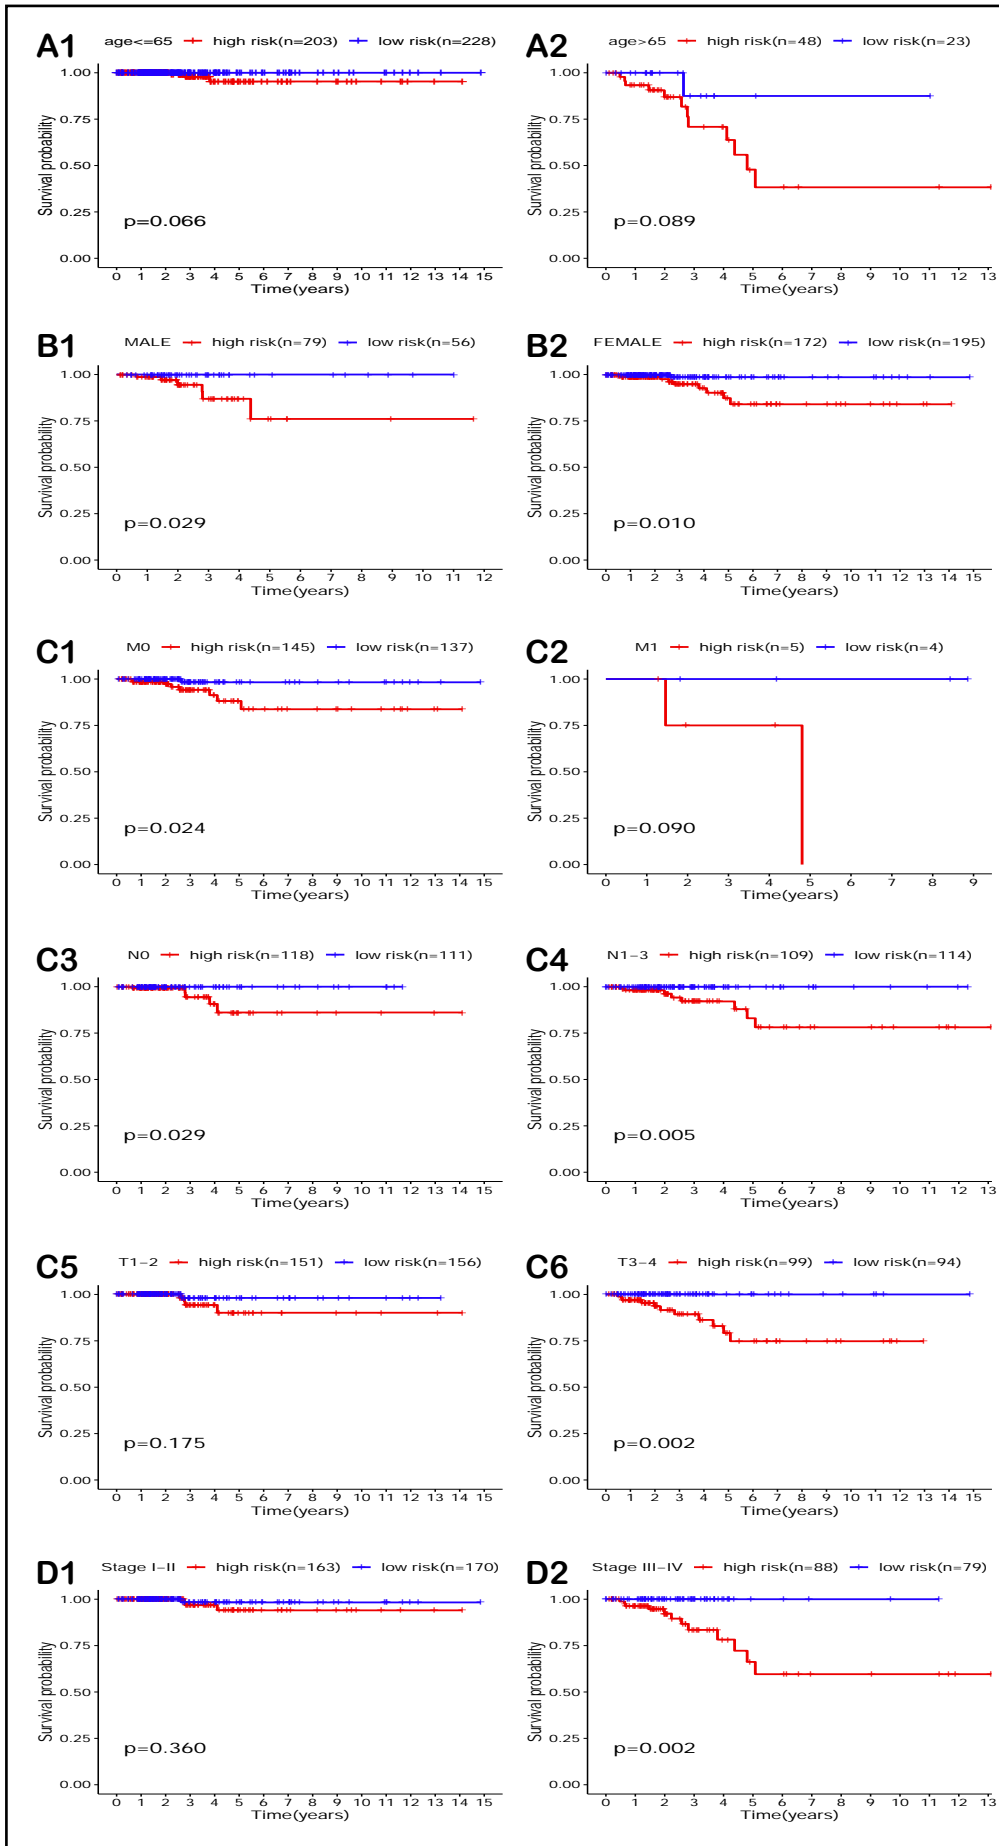 A1 age<=65 high risk(n=203) low risk(n=228)
Survival probability
1.00
0.75
0.50
0.25
0.00
p=0.066
0 1 2 3 4 5 6 7 8 9 10 11 12 13 14 15
Time(years)
A2 age>65 high risk(n=48) low risk(n=23)
Survival probability
1.00
0.75
0.50
0.25
0.00
p=0.089
0 1 2 3 4 5 6 7 8 9 10 11 12 13
Time(years)
B1 MALE high risk(n=79) low risk(n=56)
Survival probability
1.00
0.75
0.50
0.25
0.00
p=0.029
0 1 2 3 4 5 6 7 8 9 10 11 12
Time(years)
B2 FEMALE high risk(n=172) low risk(n=195)
Survival probability
1.00
0.75
0.50
0.25
0.00
p=0.010
0 1 2 3 4 5 6 7 8 9 10 11 12 13 14 15
Time(years)
C1 M0 high risk(n=145) low risk(n=137)
Survival probability
1.00
0.75
0.50
0.25
0.00
p=0.024
0 1 2 3 4 5 6 7 8 9 10 11 12 13 14 15
Time(years)
C2 M1 high risk(n=5) low risk(n=4)
Survival probability
1.00
0.75
0.50
0.25
0.00
p=0.090
0 1 2 3 4 5 6 7 8 9
Time(years)
C3 N0 high risk(n=118) low risk(n=111)
Survival probability
1.00
0.75
0.50
0.25
0.00
p=0.029
0 1 2 3 4 5 6 7 8 9 10 11 12 13 14 15
Time(years)
C4 N1-3 high risk(n=109) low risk(n=114)
Survival probability
1.00
0.75
0.50
0.25
0.00
p=0.005
0 1 2 3 4 5 6 7 8 9 10 11 12 13
Time(years)
C5 T1-2 high risk(n=151) low risk(n=156)
Survival probability
1.00
0.75
0.50
0.25
0.00
p=0.175
0 1 2 3 4 5 6 7 8 9 10 11 12 13 14 15
Time(years)
C6 T3-4 high risk(n=99) low risk(n=94)
Survival probability
1.00
0.75
0.50
0.25
0.00
p=0.002
0 1 2 3 4 5 6 7 8 9 10 11 12 13 14 15
Time(years)
D1 Stage I-II high risk(n=163) low risk(n=170)
Survival probability
1.00
0.75
0.50
0.25
0.00
p=0.360
0 1 2 3 4 5 6 7 8 9 10 11 12 13 14 15
Time(years)
D2 Stage III-IV high risk(n=88) low risk(n=79)
Survival probability
1.00
0.75
0.50
0.25
0.00
p=0.002
0 1 2 3 4 5 6 7 8 9 10 11 12 13
Time(years)